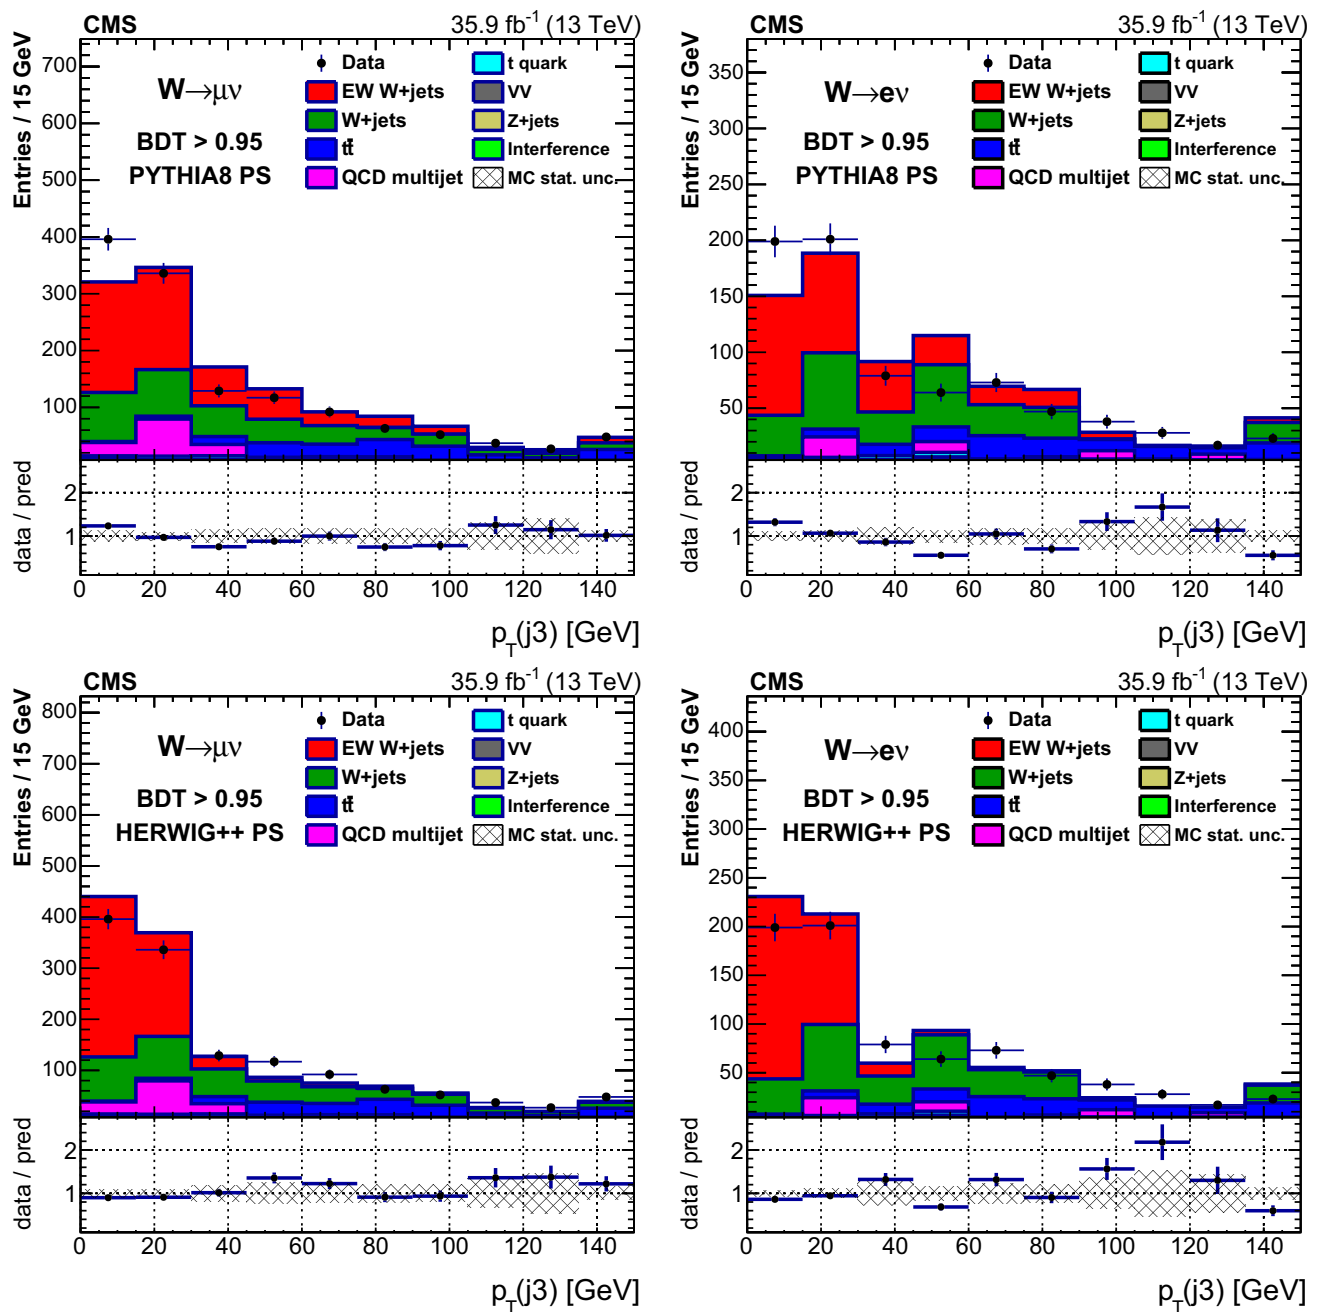 CMS 35.9 fb⁻¹ (13 TeV)
Entries / 15 GeV
700
600
500
400
300
200
100
W→μν
BDT > 0.95
PYTHIA8 PS
Data
EW W+jets
W+jets
tt̄
QCD multijet
t quark
VV
Z+jets
Interference
MC stat. unc.
data / pred
2
1
0 20 40 60 80 100 120 140
p_T(j3) [GeV]
CMS 35.9 fb⁻¹ (13 TeV)
Entries / 15 GeV
350
300
250
200
150
100
50
W→eν
BDT > 0.95
PYTHIA8 PS
Data
EW W+jets
W+jets
tt̄
QCD multijet
t quark
VV
Z+jets
Interference
MC stat. unc.
data / pred
2
1
0 20 40 60 80 100 120 140
p_T(j3) [GeV]
CMS 35.9 fb⁻¹ (13 TeV)
Entries / 15 GeV
800
700
600
500
400
300
200
100
W→μν
BDT > 0.95
HERWIG++ PS
Data
EW W+jets
W+jets
tt̄
QCD multijet
t quark
VV
Z+jets
Interference
MC stat. unc.
data / pred
2
1
0 20 40 60 80 100 120 140
p_T(j3) [GeV]
CMS 35.9 fb⁻¹ (13 TeV)
Entries / 15 GeV
400
350
300
250
200
150
100
50
W→eν
BDT > 0.95
HERWIG++ PS
Data
EW W+jets
W+jets
tt̄
QCD multijet
t quark
VV
Z+jets
Interference
MC stat. unc.
data / pred
2
1
0 20 40 60 80 100 120 140
p_T(j3) [GeV]